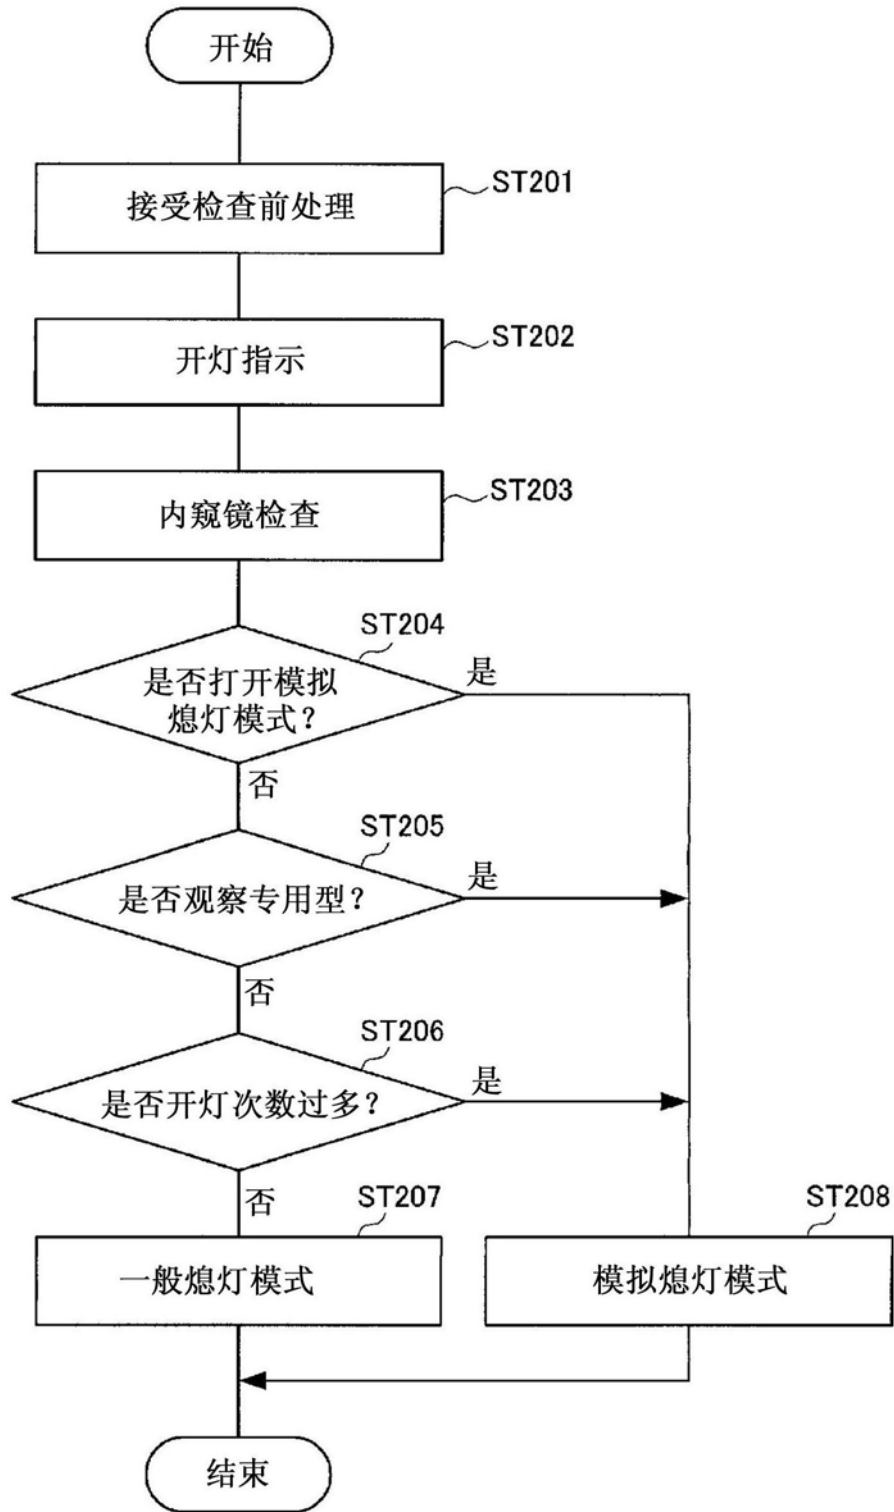 开始
接受检查前处理
ST201
开灯指示
ST202
内窥镜检查
ST203
ST204
是否打开模拟
熄灯模式？
是
否
ST205
是否观察专用型？
是
否
ST206
是否开灯次数过多？
是
否
ST207
一般熄灯模式
ST208
模拟熄灯模式
结束